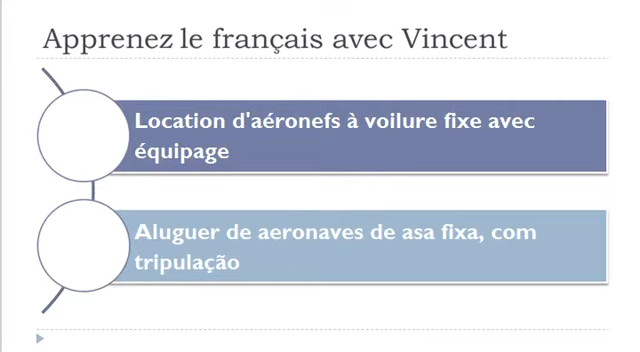 Apprenez le français avec Vincent
Location d'aéronefs à voilure fixe avec
équipage
Aluguer de aeronaves de asa fixa, com
tripulação